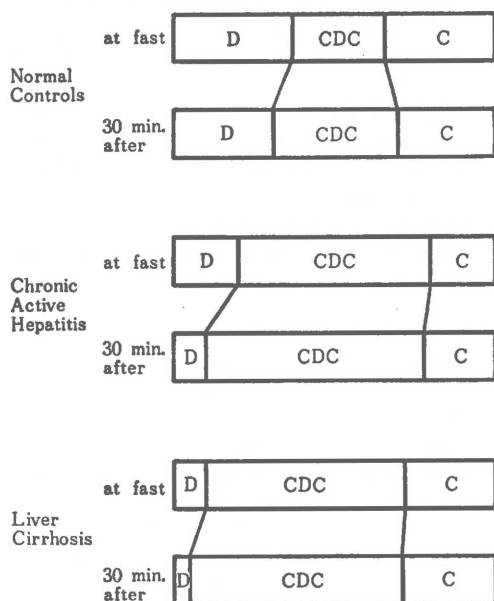 at fast D CDC C
Normal
Controls
30 min.
after D CDC C
at fast D CDC C
Chronic
Active
Hepatitis
30 min.
after D CDC C
at fast D CDC C
Liver
Cirrhosis
30 min.
after D CDC C